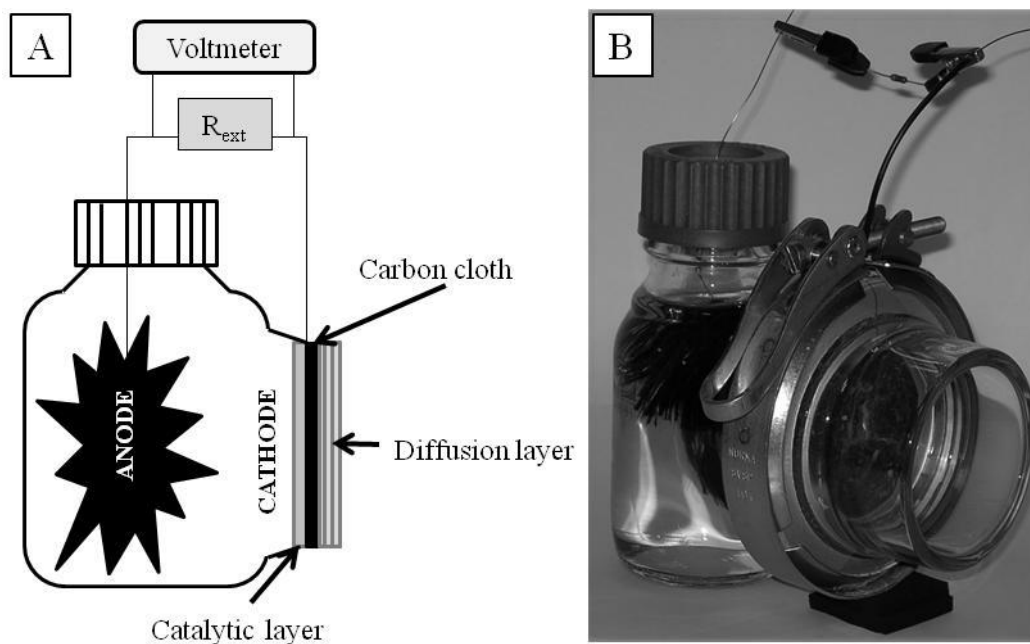 A
Voltmeter
R_ext
Carbon cloth
ANODE
CATHODE
Diffusion layer
Catalytic layer
B